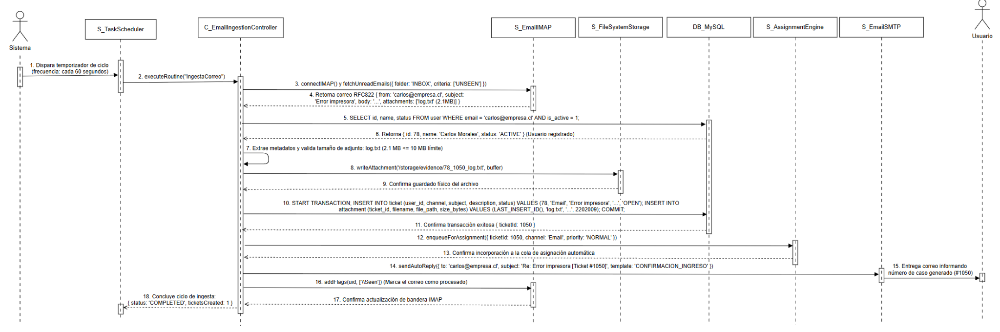 Sistema
S_TaskScheduler
C_EmailIngestionController
S_EmailIMAP
S_FileSystemStorage
DB_MySQL
S_AssignmentEngine
S_EmailSMTP
Usuario
1. Dispara temporizador de ciclo
(frecuencia: cada 60 segundos)
2. executeRoutine("IngestaCorreo")
3. connectIMAP() y fetchUnreadEmails({ folder: 'INBOX', criteria: ['UNSEEN'] })
4. Retorna correo RFC822 { from: 'carlos@empresa.cl', subject:
'Error impresora', body: '...', attachments: ['log.txt' (2.1MB)] }
5. SELECT id, name, status FROM user WHERE email = 'carlos@empresa.cl' AND is_active = 1;
6. Retorna { id: 78, name: 'Carlos Morales', status: 'ACTIVE' } (Usuario registrado)
7. Extrae metadatos y valida tamaño de adjunto: log.txt (2.1 MB <= 10 MB límite)
8. writeAttachment('/storage/evidence/78_1050_log.txt', buffer)
9. Confirma guardado físico del archivo
10. START TRANSACTION; INSERT INTO ticket (user_id, channel, subject, description, status) VALUES (78, 'Email', 'Error impresora', '...', 'OPEN'); INSERT INTO
attachment (ticket_id, filename, file_path, size_bytes) VALUES (LAST_INSERT_ID(), 'log.txt', '...', 2202009); COMMIT;
11. Confirma transacción exitosa { ticketId: 1050 }
12. enqueueForAssignment({ ticketId: 1050, channel: 'Email', priority: 'NORMAL' })
13. Confirma incorporación a la cola de asignación automática
14. sendAutoReply({ to: 'carlos@empresa.cl', subject: 'Re: Error impresora [Ticket #1050]', template: 'CONFIRMACION_INGRESO' })
15. Entrega correo informando
número de caso generado (#1050)
16. addFlags(uid, ['\\Seen']) (Marca el correo como procesado)
17. Confirma actualización de bandera IMAP
18. Concluye ciclo de ingesta:
{ status: 'COMPLETED', ticketsCreated: 1 }